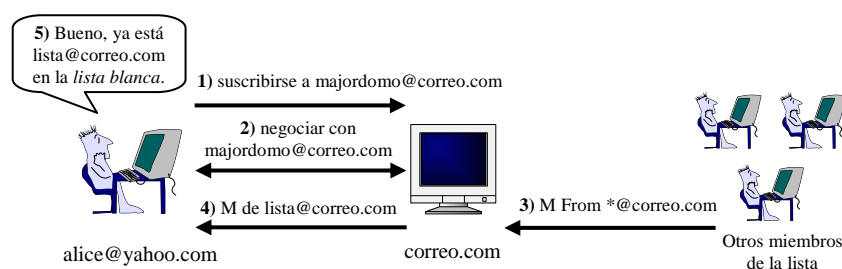 5) Bueno, ya está
lista@correo.com
en la lista blanca.
1) suscribirse a majordomo@correo.com
2) negociar con
majordomo@correo.com
4) M de lista@correo.com
3) M From *@correo.com
alice@yahoo.com
correo.com
Otros miembros
de la lista